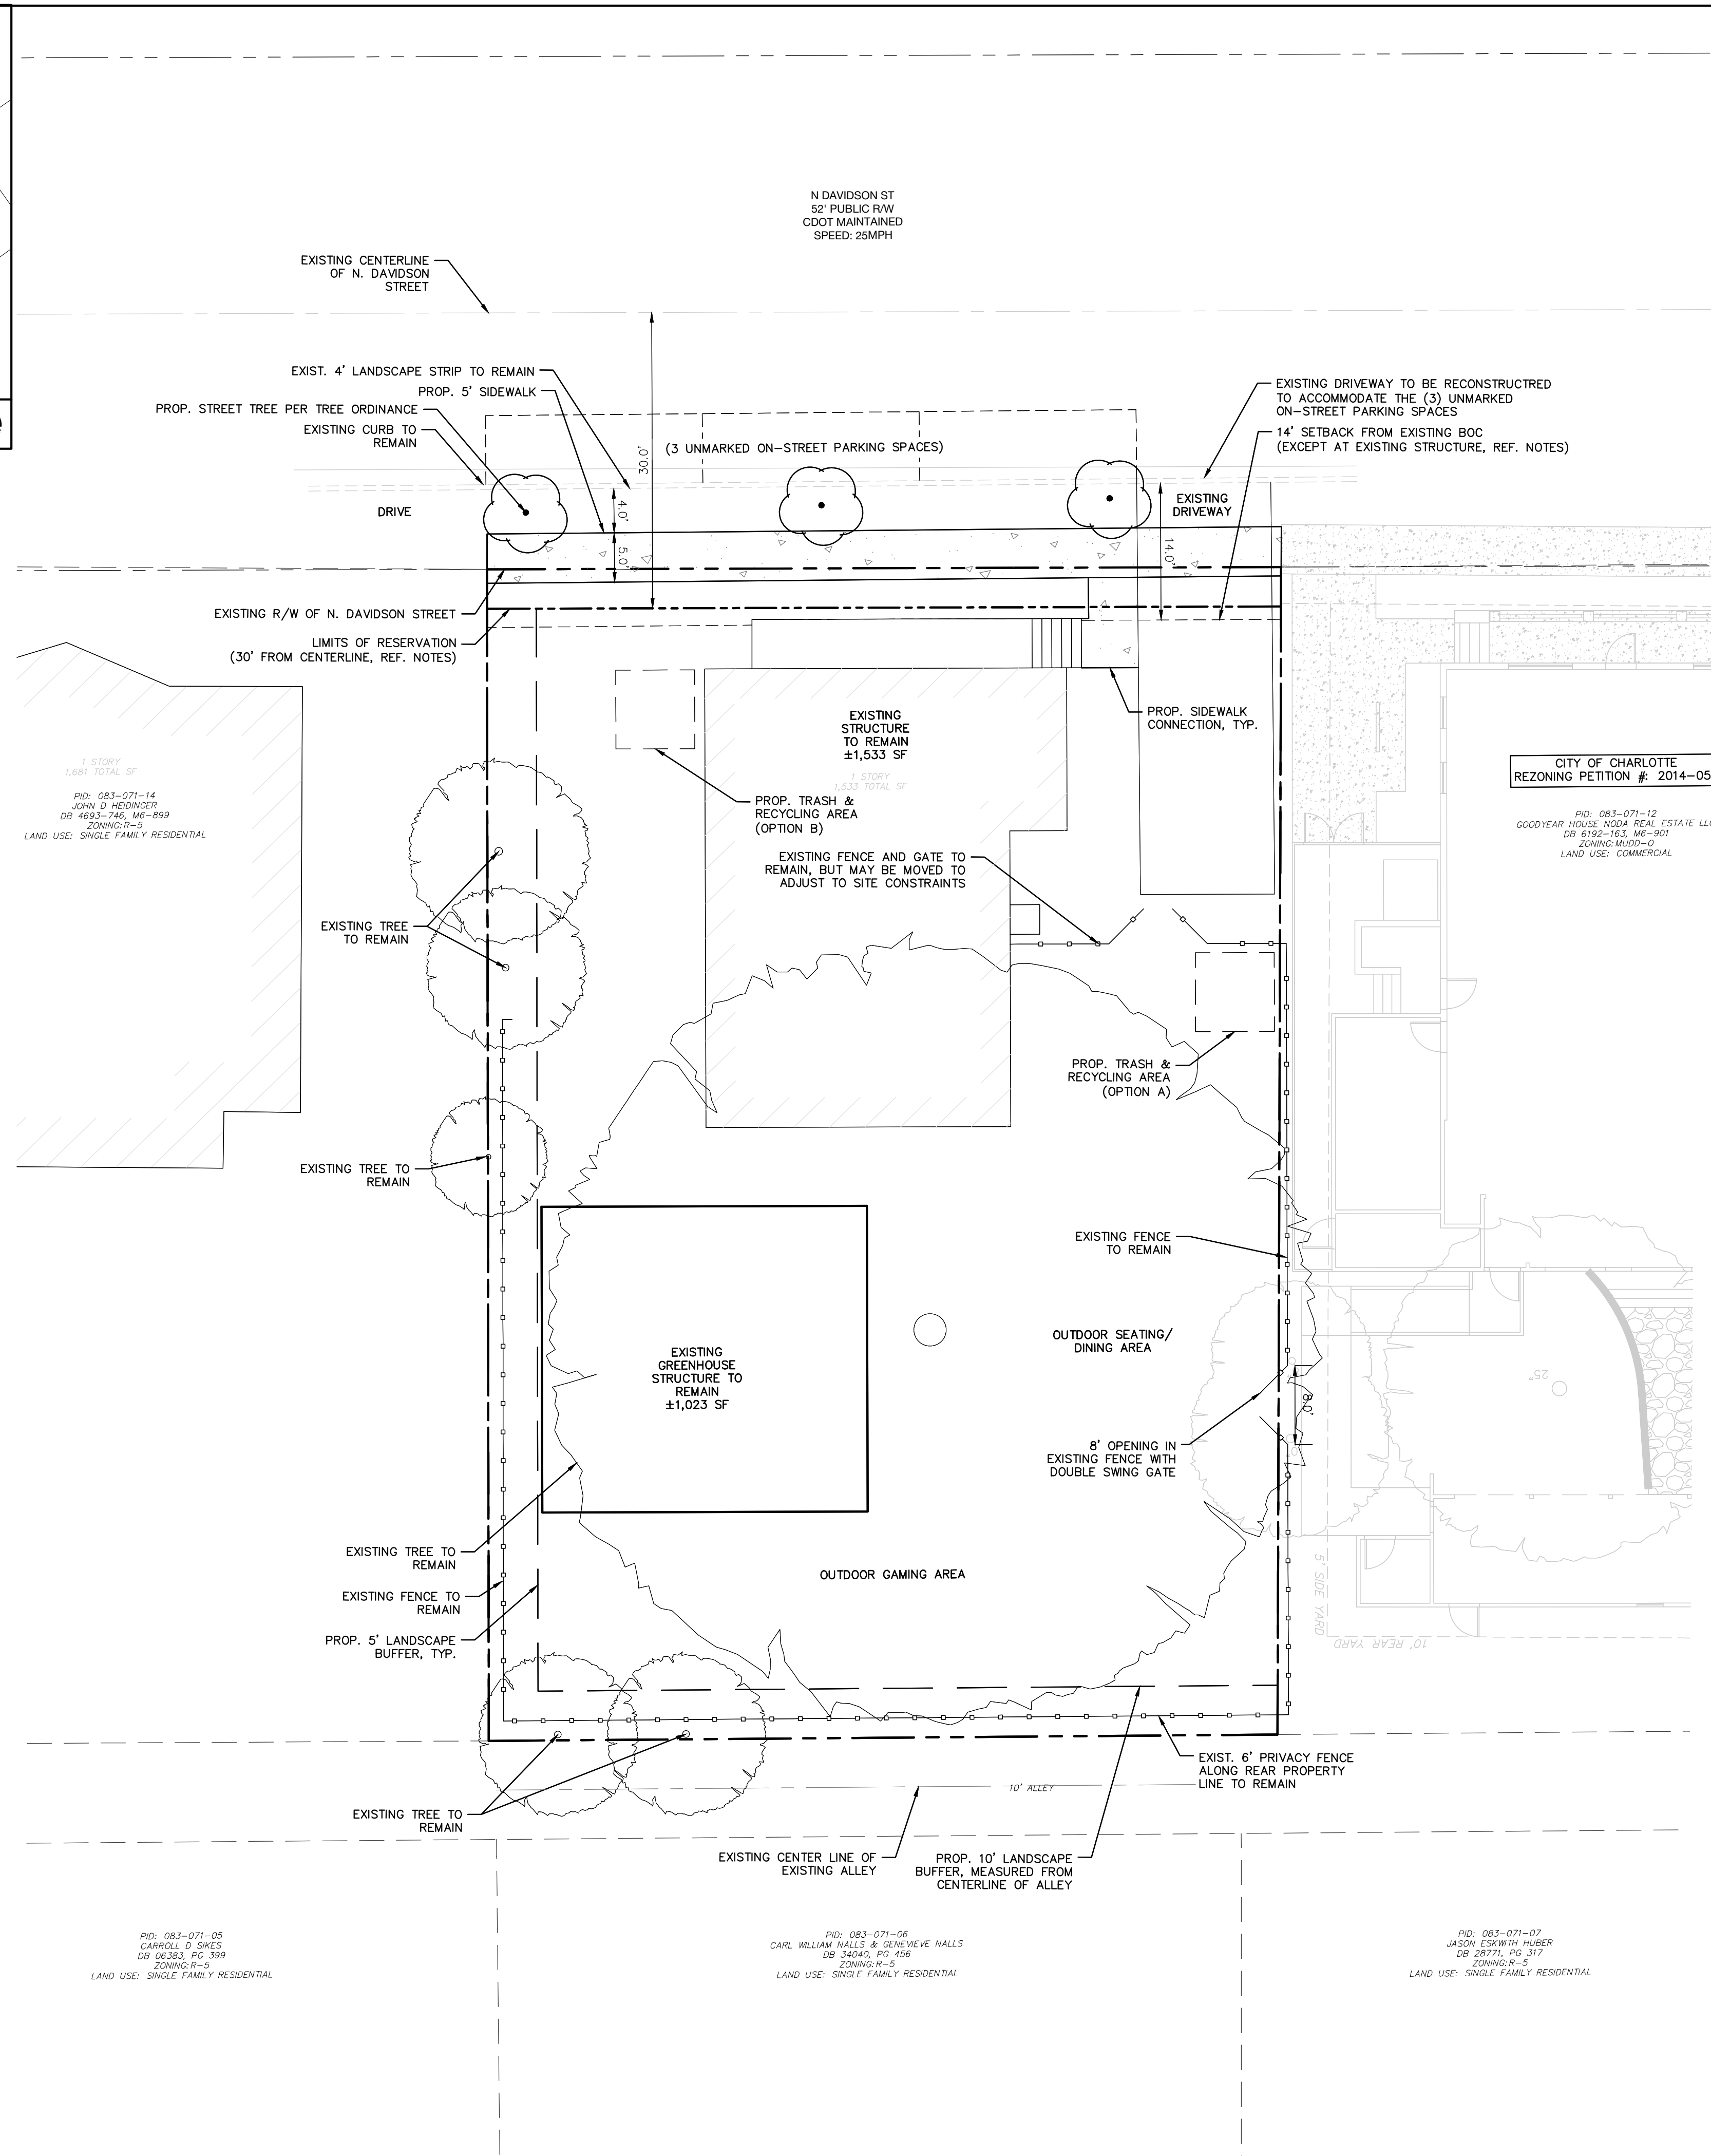 N DAVIDSON ST
52' PUBLIC R/W
CDOT MAINTAINED
SPEED: 25MPH
EXISTING CENTERLINE
OF N. DAVIDSON
STREET
EXIST. 4' LANDSCAPE STRIP TO REMAIN
PROP. 5' SIDEWALK
PROP. STREET TREE PER TREE ORDINANCE
EXISTING CURB TO
REMAIN
30.0'
(3 UNMARKED ON-STREET PARKING SPACES)
EXISTING DRIVEWAY TO BE RECONSTRUCTRED
TO ACCOMMODATE THE (3) UNMARKED
ON-STREET PARKING SPACES
14' SETBACK FROM EXISTING BOC
(EXCEPT AT EXISTING STRUCTURE, REF. NOTES)
DRIVE
4.0'
5.0'
EXISTING
DRIVEWAY
14.0'
EXISTING R/W OF N. DAVIDSON STREET
LIMITS OF RESERVATION
(30' FROM CENTERLINE, REF. NOTES)
EXISTING
STRUCTURE
TO REMAIN
±1,533 SF
1 STORY
1,533 TOTAL SF
PROP. SIDEWALK
CONNECTION, TYP.
1 STORY
1,681 TOTAL SF
PID: 083-071-14
JOHN D HEIDINGER
DB 4693-746, M6-899
ZONING:R-5
LAND USE: SINGLE FAMILY RESIDENTIAL
CITY OF CHARLOTTE
REZONING PETITION #: 2014-05
PID: 083-071-12
GOODYEAR HOUSE NODA REAL ESTATE LLC
DB 6192-163, M6-901
ZONING:MUDD-O
LAND USE: COMMERCIAL
PROP. TRASH &
RECYCLING AREA
(OPTION B)
EXISTING FENCE AND GATE TO
REMAIN, BUT MAY BE MOVED TO
ADJUST TO SITE CONSTRAINTS
EXISTING TREE
TO REMAIN
PROP. TRASH &
RECYCLING AREA
(OPTION A)
EXISTING TREE TO
REMAIN
EXISTING FENCE
TO REMAIN
OUTDOOR SEATING/
DINING AREA
EXISTING
GREENHOUSE
STRUCTURE TO
REMAIN
±1,023 SF
25"
8.0'
8' OPENING IN
EXISTING FENCE WITH
DOUBLE SWING GATE
EXISTING TREE TO
REMAIN
EXISTING FENCE TO
REMAIN
OUTDOOR GAMING AREA
5' SIDE YARD
10' REAR YARD
PROP. 5' LANDSCAPE
BUFFER, TYP.
EXIST. 6' PRIVACY FENCE
ALONG REAR PROPERTY
LINE TO REMAIN
10' ALLEY
EXISTING TREE TO
REMAIN
EXISTING CENTER LINE OF
EXISTING ALLEY
PROP. 10' LANDSCAPE
BUFFER, MEASURED FROM
CENTERLINE OF ALLEY
PID: 083-071-05
CARROLL D SIKES
DB 06383, PG 399
ZONING:R-5
LAND USE: SINGLE FAMILY RESIDENTIAL
PID: 083-071-06
CARL WILLIAM NALLS & GENEVIEVE NALLS
DB 34040, PG 456
ZONING:R-5
LAND USE: SINGLE FAMILY RESIDENTIAL
PID: 083-071-07
JASON ESKWITH HUBER
DB 28771, PG 317
ZONING:R-5
LAND USE: SINGLE FAMILY RESIDENTIAL